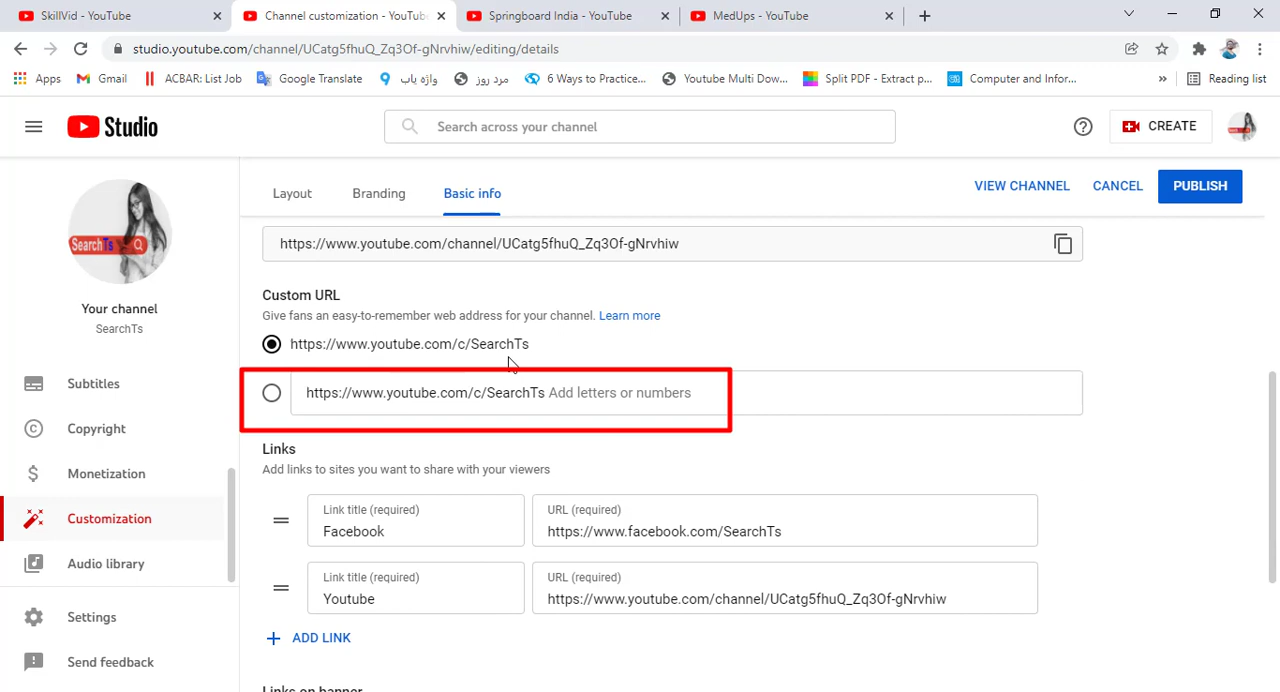 SkillVid - YouTube
Channel customization - YouTube
Springboard India - YouTube
MedUps - YouTube
studio.youtube.com/channel/UCatg5fhuQ_Zq3Of-gNrvhiw/editing/details
Apps
Gmail
ACBAR: List Job
Google Translate
واژه یاب
مرد روز
6 Ways to Practice...
Youtube Multi Dow...
Split PDF - Extract p...
Computer and Infor...
»
Reading list
Studio
Search across your channel
CREATE
SearchTs
Your channel
SearchTs
Subtitles
Copyright
Monetization
Customization
Audio library
Settings
Send feedback
Layout
Branding
Basic info
VIEW CHANNEL
CANCEL
PUBLISH
https://www.youtube.com/channel/UCatg5fhuQ_Zq3Of-gNrvhiw
Custom URL
Give fans an easy-to-remember web address for your channel. Learn more
https://www.youtube.com/c/SearchTs
https://www.youtube.com/c/SearchTs Add letters or numbers
Links
Add links to sites you want to share with your viewers
Link title (required)
Facebook
URL (required)
https://www.facebook.com/SearchTs
Link title (required)
Youtube
URL (required)
https://www.youtube.com/channel/UCatg5fhuQ_Zq3Of-gNrvhiw
ADD LINK
Links on banner